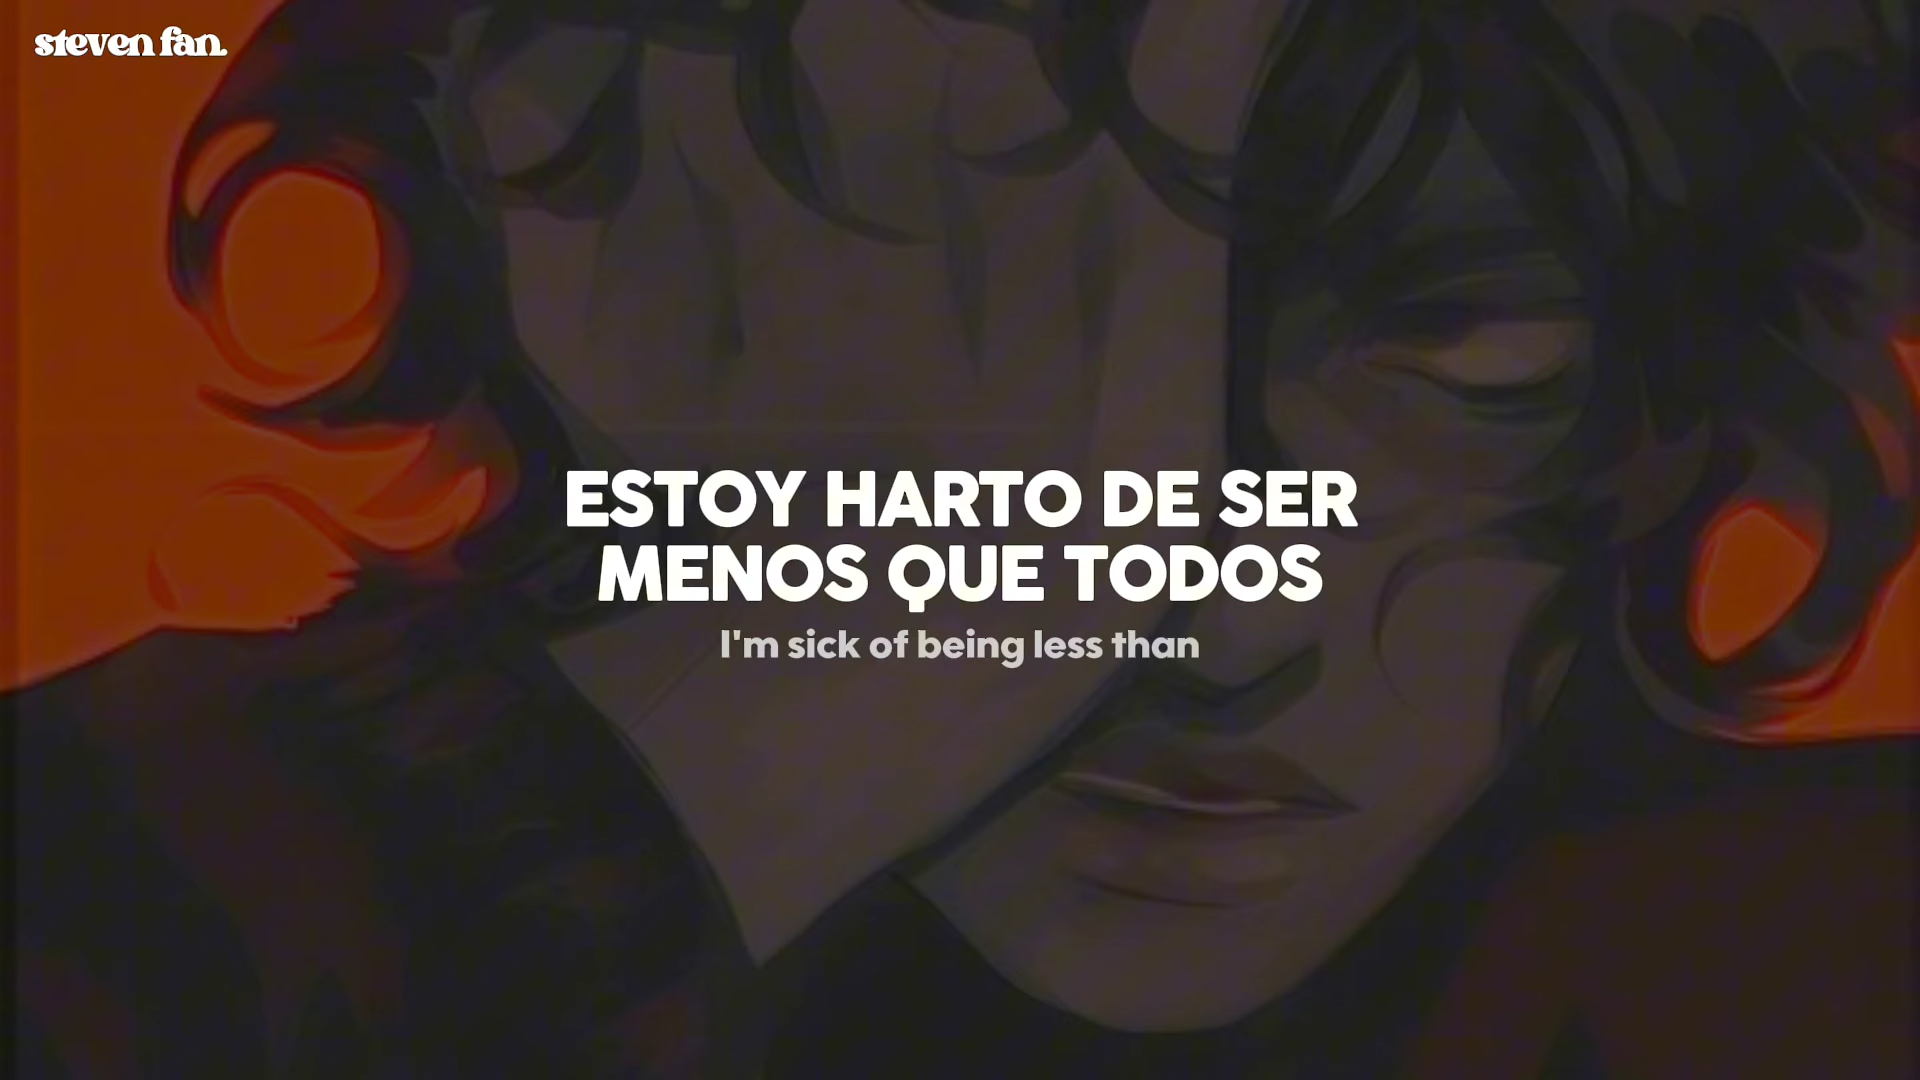 steven fan.
ESTOY HARTO DE SER
MENOS QUE TODOS
I'm sick of being less than